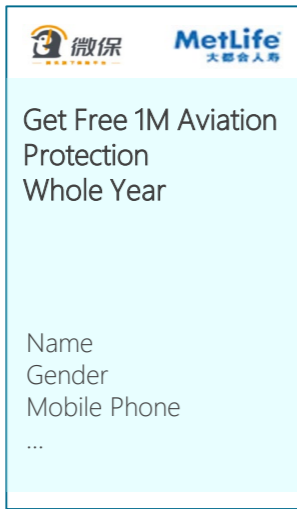 微保
MetLife
大都会人寿
Get Free 1M Aviation
Protection
Whole Year
Name
Gender
Mobile Phone
...